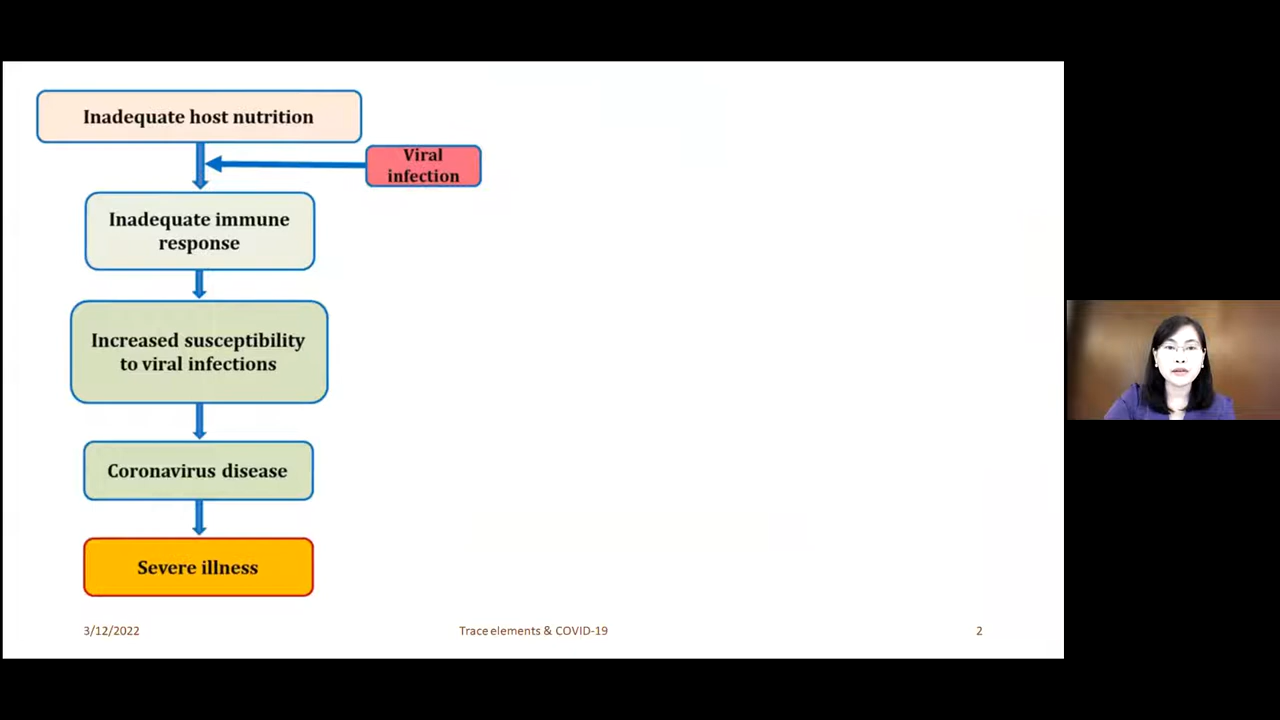 Inadequate host nutrition
Viral
infection
Inadequate immune
response
Increased susceptibility
to viral infections
Coronavirus disease
Severe illness
3/12/2022
Trace elements & COVID-19
2